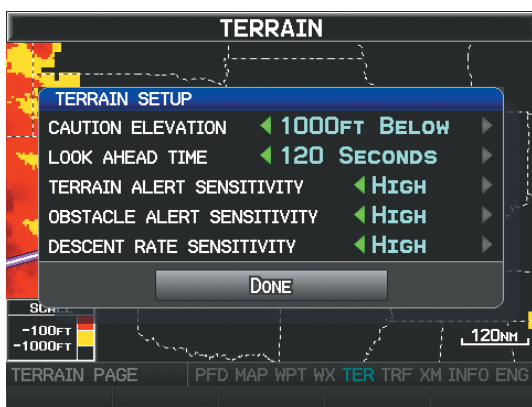 TERRAIN
TERRAIN SETUP
CAUTION ELEVATION 1000FT BELOW
LOOK AHEAD TIME 120 SECONDS
TERRAIN ALERT SENSITIVITY HIGH
OBSTACLE ALERT SENSITIVITY HIGH
DESCENT RATE SENSITIVITY HIGH
DONE
-100FT
-1000FT
120NM
TERRAIN PAGE PFD MAP WPT WX TER TRF XM INFO ENG